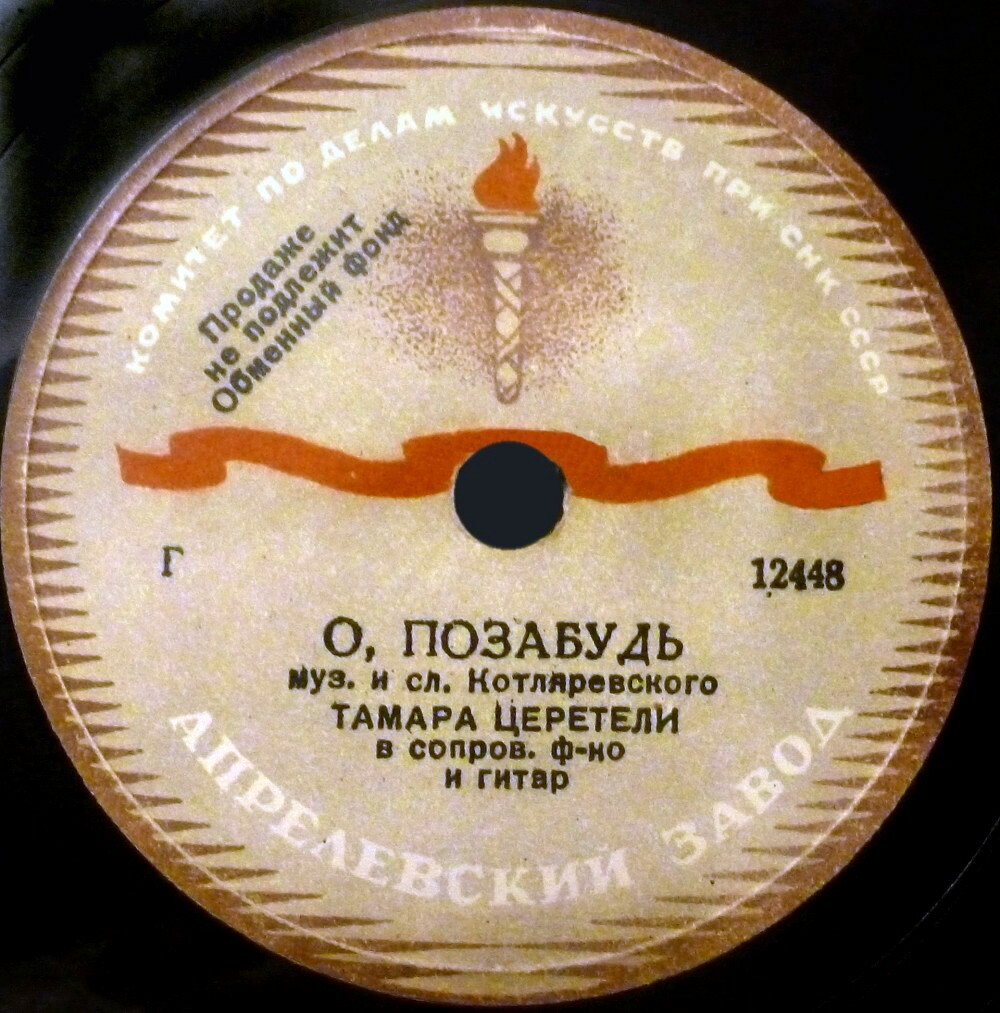 КОМИТЕТ ПО ДЕЛАМ ИСКУССТВ ПРИ СНК СССР
Продаже
не подлежит
Обменный фонд
Г
12448
О, ПОЗАБУДЬ
муз. и сл. Котляревского
ТАМАРА ЦЕРЕТЕЛИ
в сопров. ф-но
и гитар
АПРЕЛЕВСКИЙ ЗАВОД